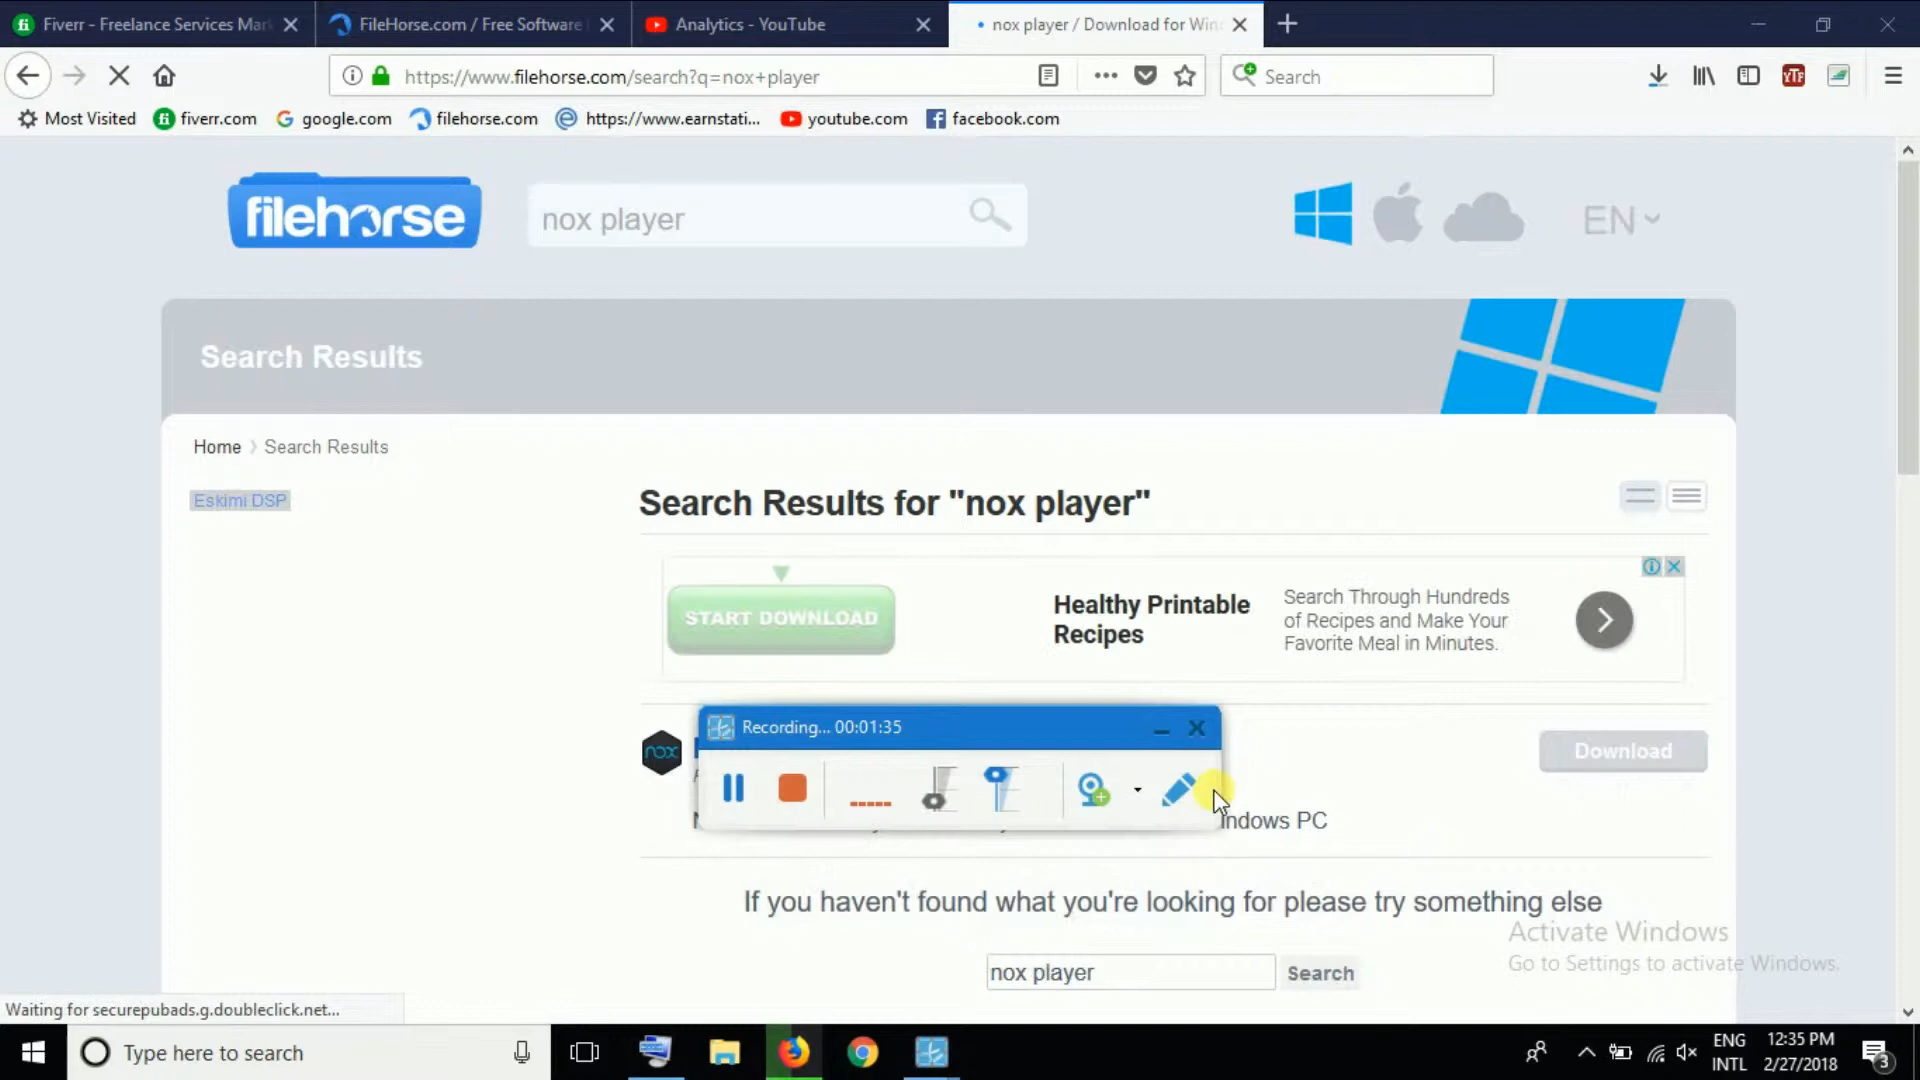 Fiverr - Freelance Services Mar
FileHorse.com / Free Software
Analytics - YouTube
nox player / Download for Win
https://www.filehorse.com/search?q=nox+player
Search
Most Visited
fiverr.com
google.com
filehorse.com
https://www.earnstati...
youtube.com
facebook.com
filehorse
nox player
EN
Search Results
Home > Search Results
Eskimi DSP
Search Results for "nox player"
START DOWNLOAD
Healthy Printable
Recipes
Search Through Hundreds
of Recipes and Make Your
Favorite Meal in Minutes.
Recording... 00:01:35
nox
Download
indows PC
If you haven't found what you're looking for please try something else
nox player
Search
Activate Windows
Go to Settings to activate Windows.
Waiting for securepubads.g.doubleclick.net...
Type here to search
ENG
INTL
12:35 PM
2/27/2018
3